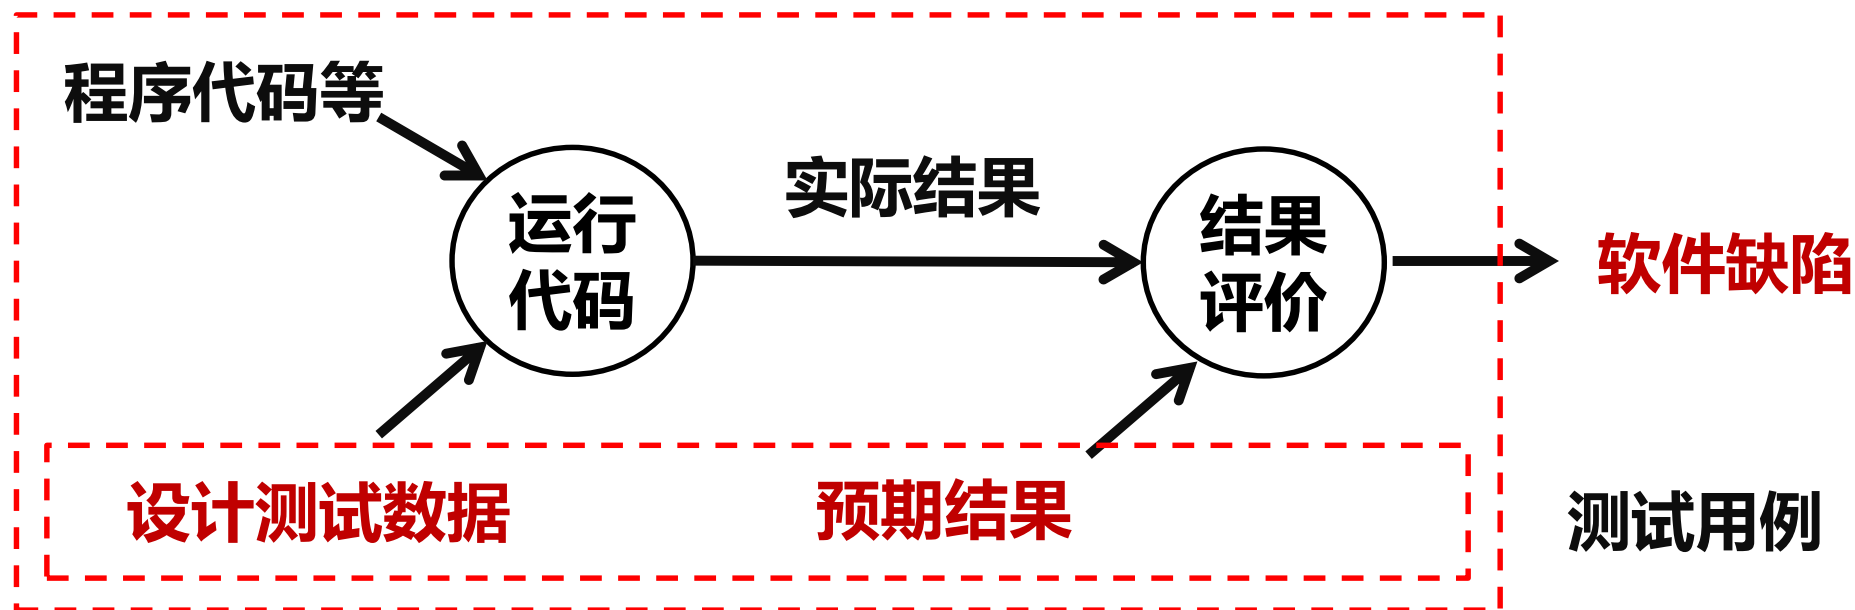 程序代码等
运行
代码
实际结果
结果
评价
软件缺陷
设计测试数据
预期结果
测试用例